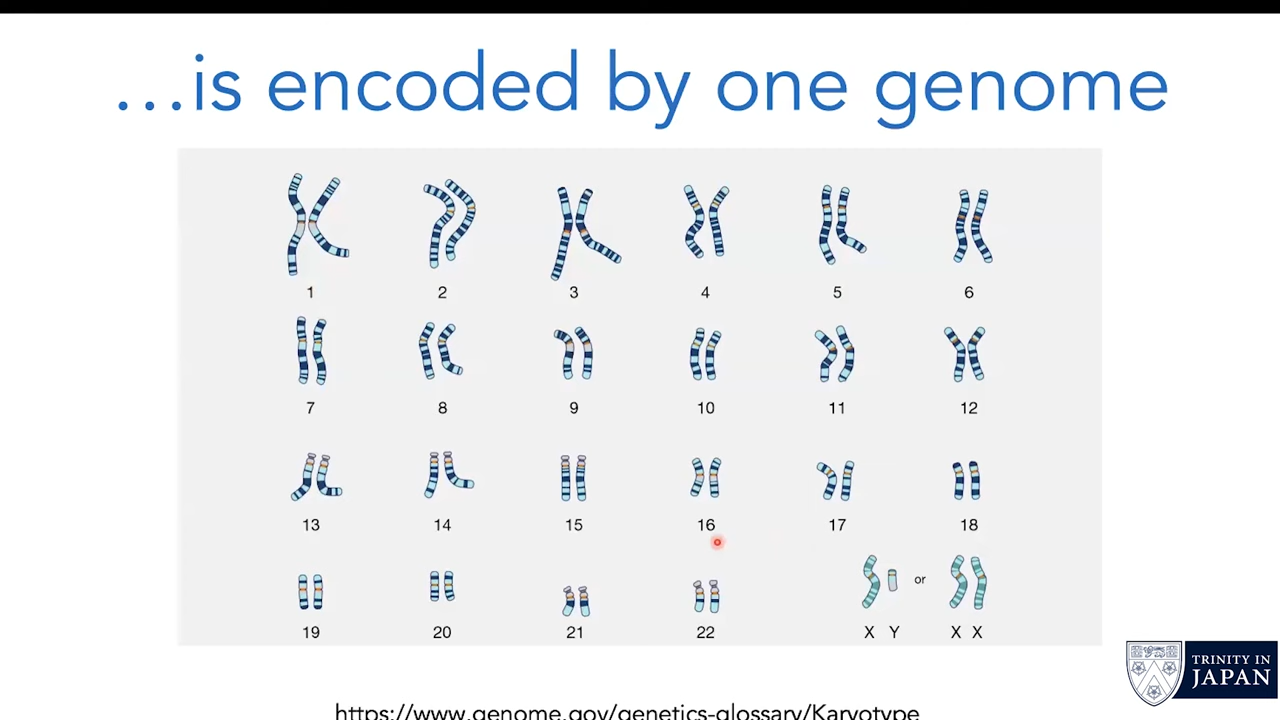 …is encoded by one genome
1 2 3 4 5 6
7 8 9 10 11 12
13 14 15 16 17 18
or
19 20 21 22 X Y X X
TRINITY IN
JAPAN
https://www.genome.gov/genetics-glossary/Karyotype